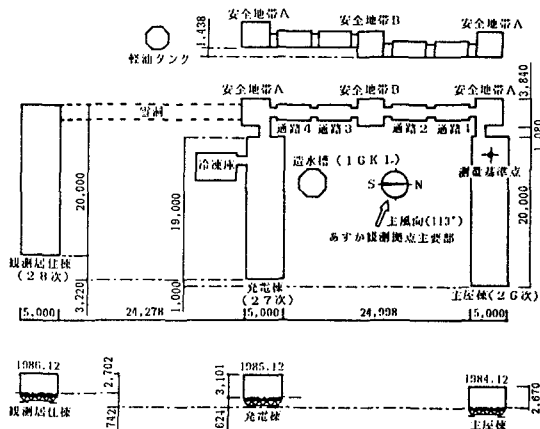 安全地帯A
安全地帯B
安全地帯A
1,438
軽油タンク
安全地帯A
安全地帯B
安全地帯A
3,840
雪洞
通路4
通路3
通路2
通路1
1,080
冷凍庫
造水槽(16KL)
測量基準点
S
N
20,000
19,000
20,000
主風向(113°)
あすか観測拠点主要部
観測居住棟
(28次)
3,220
1,000
発電棟
(27次)
主屋棟(26次)
5,000
24,278
5,000
24,998
5,000
1986.12
2,702
1985.12
3,101
1984.12
2,670
観測居住棟
742
624
発電棟
主屋棟